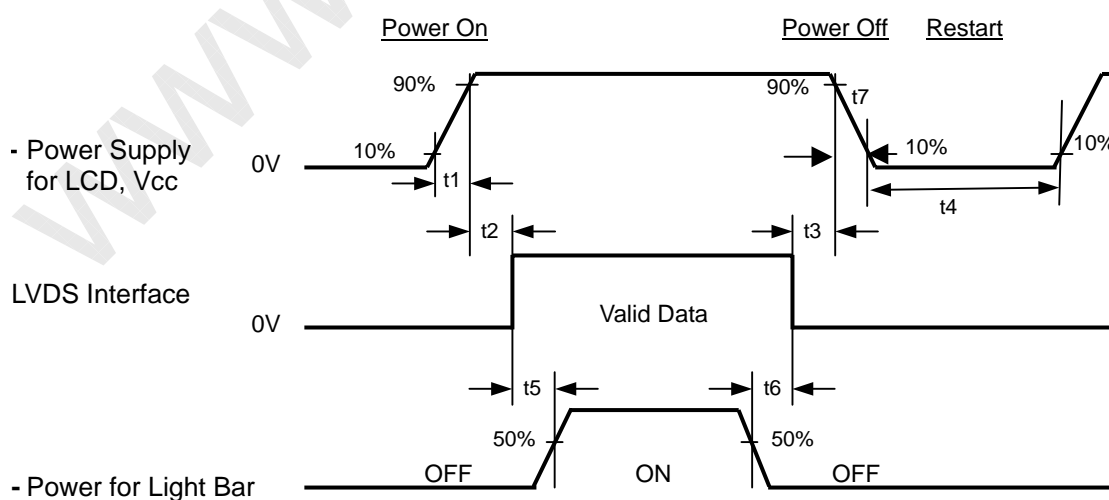 Power On
Power Off Restart
90%
90%
t7
- Power Supply
for LCD, Vcc
0V
10%
10%
10%
t1
t4
t2
t3
LVDS Interface
0V
Valid Data
t5
t6
50%
50%
- Power for Light Bar
OFF
ON
OFF
www